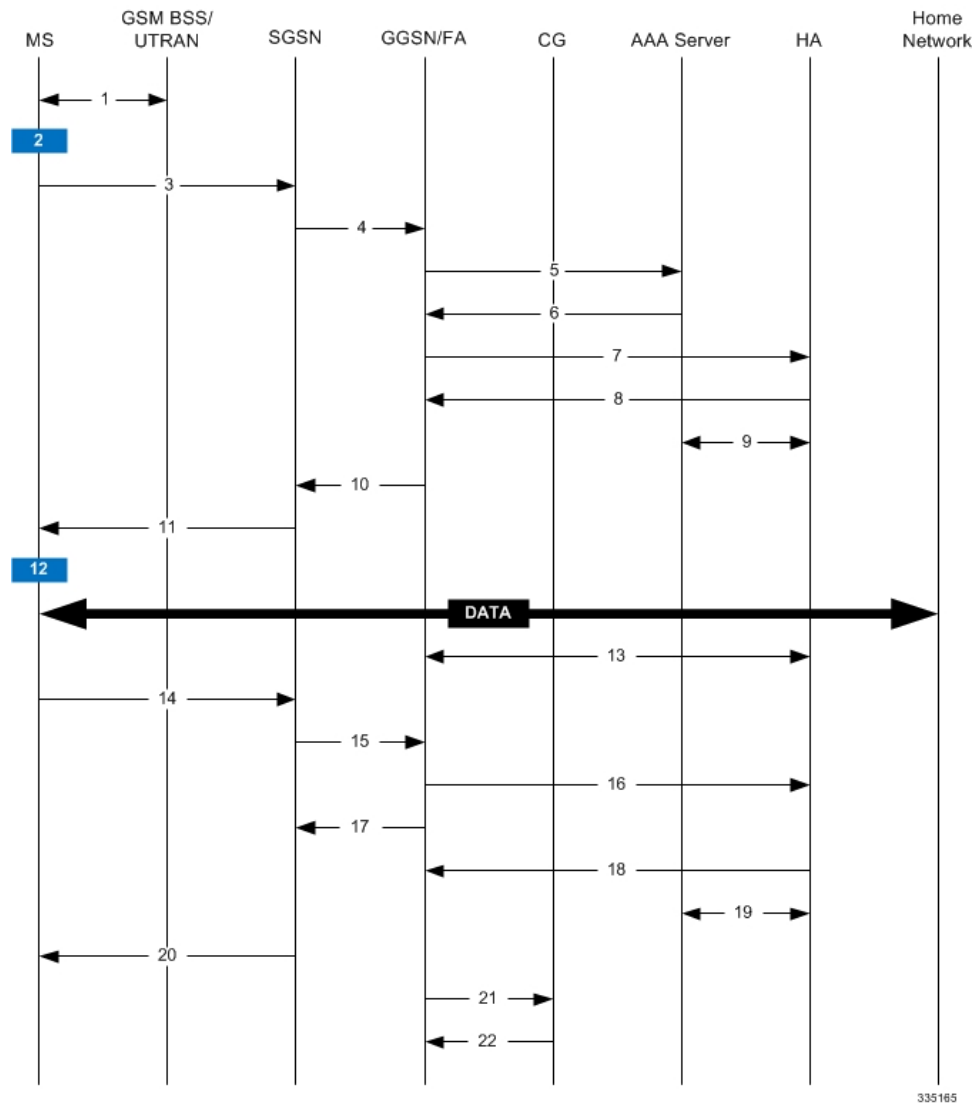 MS
GSM BSS/
UTRAN
SGSN
GGSN/FA
CG
AAA Server
HA
Home
Network
1
2
3
4
5
6
7
8
9
10
11
12
DATA
13
14
15
16
17
18
19
20
21
22
335165